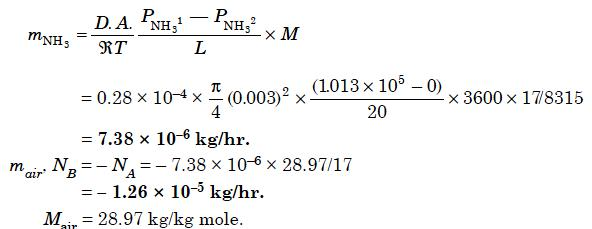 m_NH₃ = D. A./ℜT (P_NH₃¹ — P_NH₃²)/L × M
= 0.28 × 10⁻⁴ × π/4 (0.003)² × (1.013 × 10⁵ – 0)/20 × 3600 × 17/8315
= 7.38 × 10⁻⁶ kg/hr.
m_air, N_B = – N_A = – 7.38 × 10⁻⁶ × 28.97/17
= – 1.26 × 10⁻⁵ kg/hr.
M_air = 28.97 kg/kg mole.